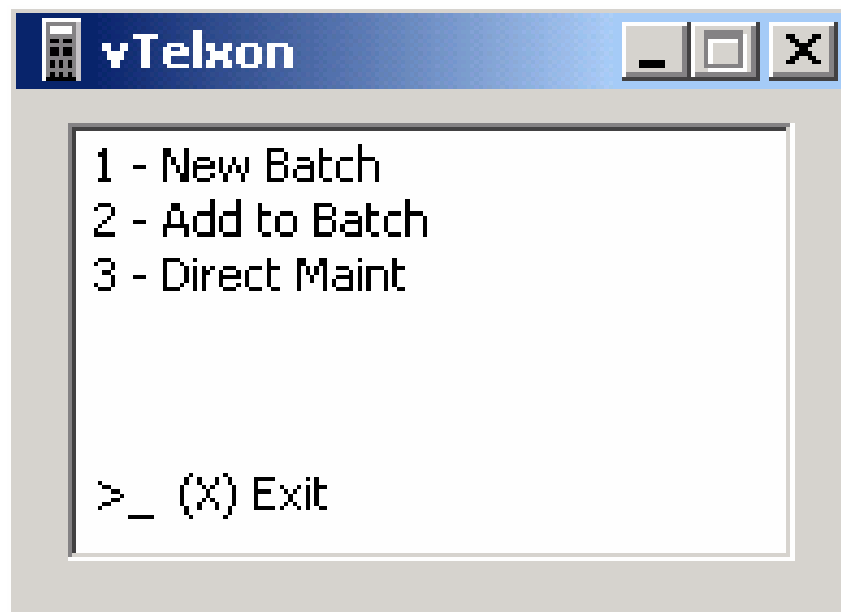 vTelxon
1 - New Batch
2 - Add to Batch
3 - Direct Maint
>_ (X) Exit